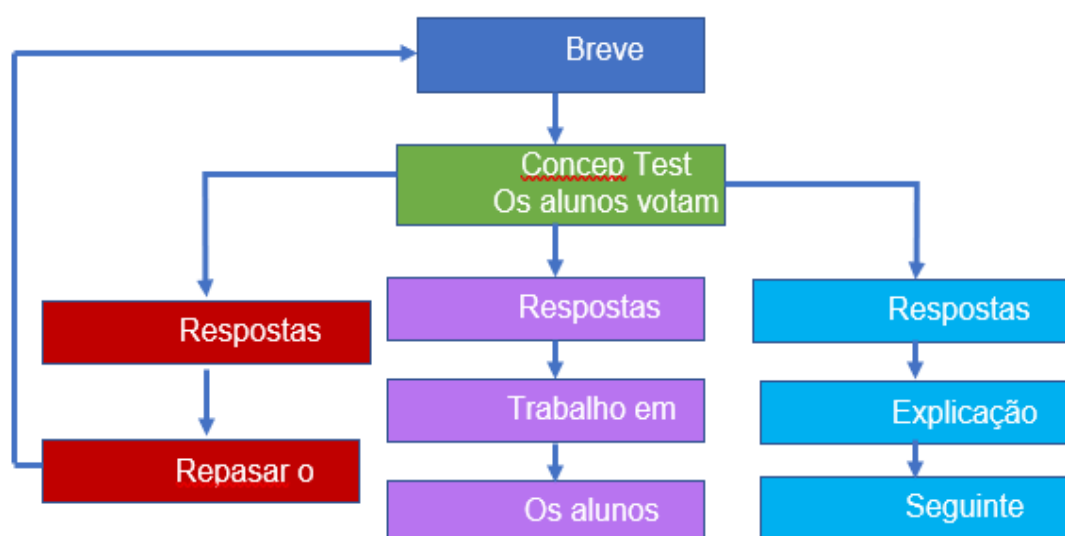 Breve
Concep Test
Os alunos votam
Respostas
Respostas
Respostas
Trabalho em
Explicação
Repasar o
Os alunos
Seguinte